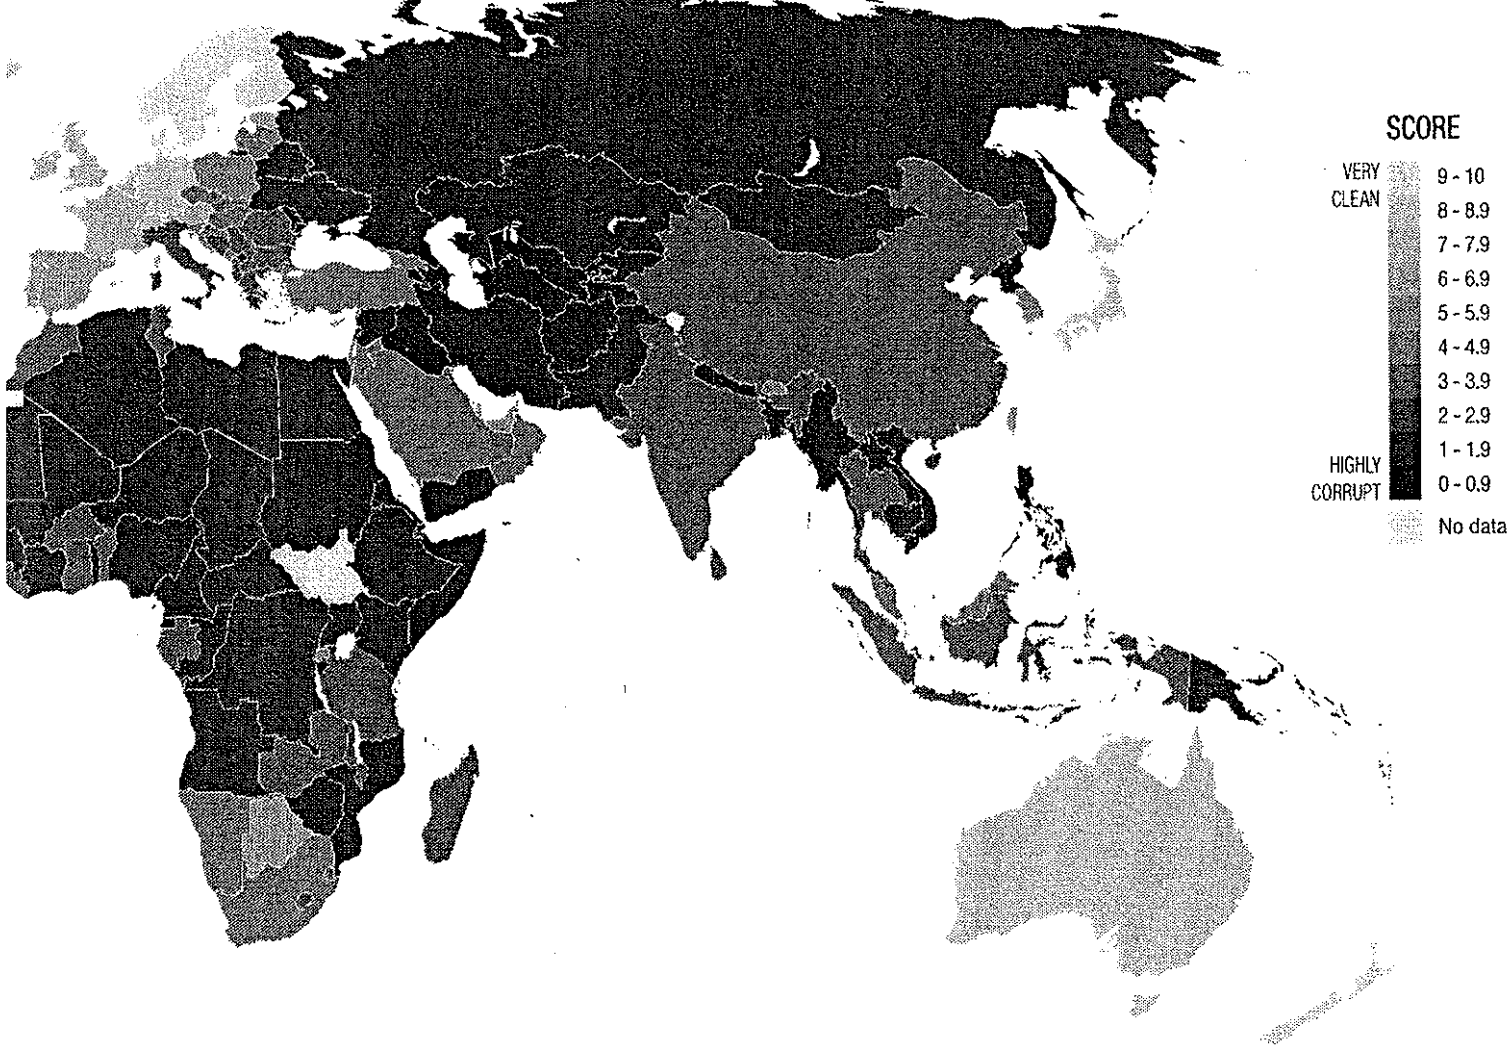 SCORE
VERY
CLEAN
9 - 10
8 - 8.9
7 - 7.9
6 - 6.9
5 - 5.9
4 - 4.9
3 - 3.9
2 - 2.9
1 - 1.9
0 - 0.9
HIGHLY
CORRUPT
No data